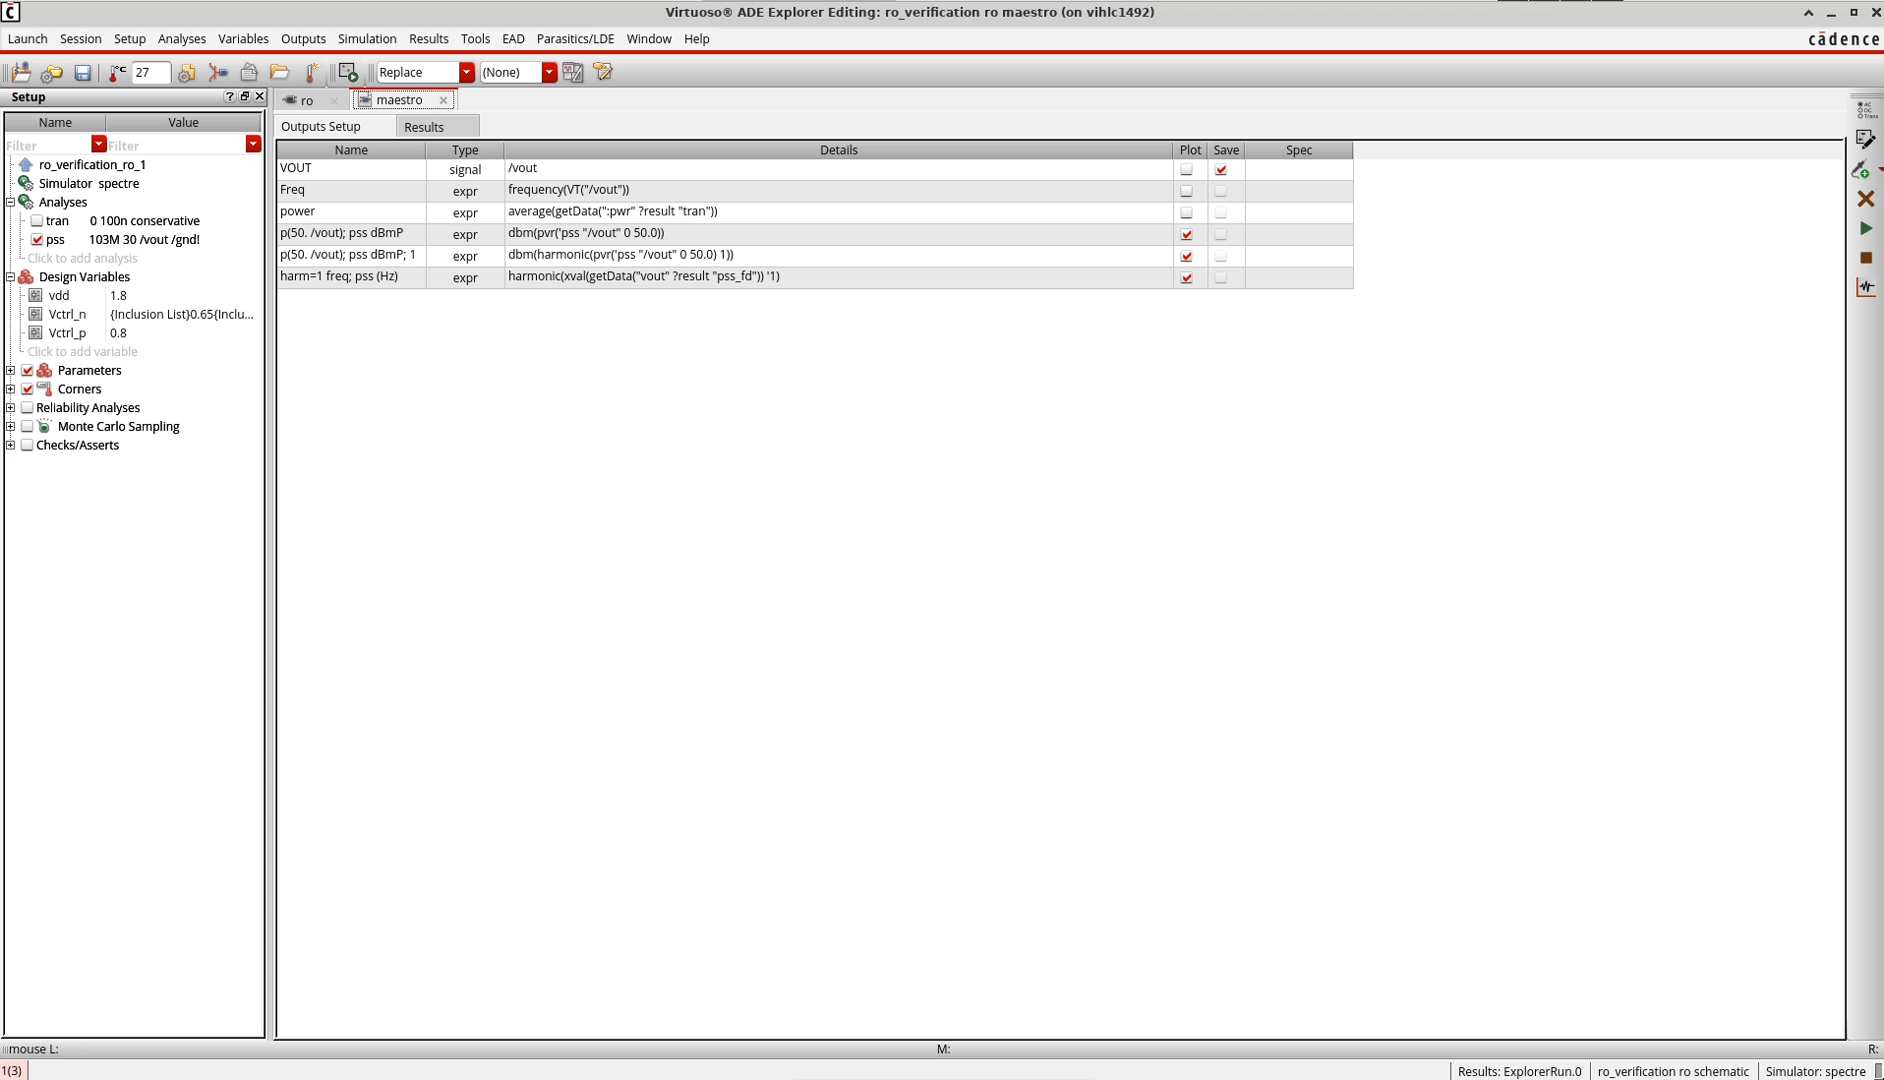 Virtuoso® ADE Explorer Editing: ro_verification ro maestro (on vihlc1492)
Launch Session Setup Analyses Variables Outputs Simulation Results Tools EAD Parasitics/LDE Window Help
cādence
27 Replace (None)
Setup
ro maestro
Outputs Setup Results
Name Value
Filter Filter
ro_verification_ro_1
Simulator spectre
Analyses
tran 0 100n conservative
pss 103M 30 /vout /gnd!
Click to add analysis
Design Variables
vdd 1.8
Vctrl_n {Inclusion List}0.65{Inclu...
Vctrl_p 0.8
Click to add variable
Parameters
Corners
Reliability Analyses
Monte Carlo Sampling
Checks/Asserts
Name Type Details Plot Save Spec
VOUT signal /vout
Freq expr frequency(VT("/vout"))
power expr average(getData(":pwr" ?result "tran"))
p(50. /vout); pss dBmP expr dbm(pvr('pss "/vout" 0 50.0))
p(50. /vout); pss dBmP; 1 expr dbm(harmonic(pvr('pss "/vout" 0 50.0) 1))
harm=1 freq; pss (Hz) expr harmonic(xval(getData("vout" ?result "pss_fd")) '1)
AC
DC
Trans
mouse L: M: R:
1(3) Results: ExplorerRun.0 ro_verification ro schematic Simulator: spectre